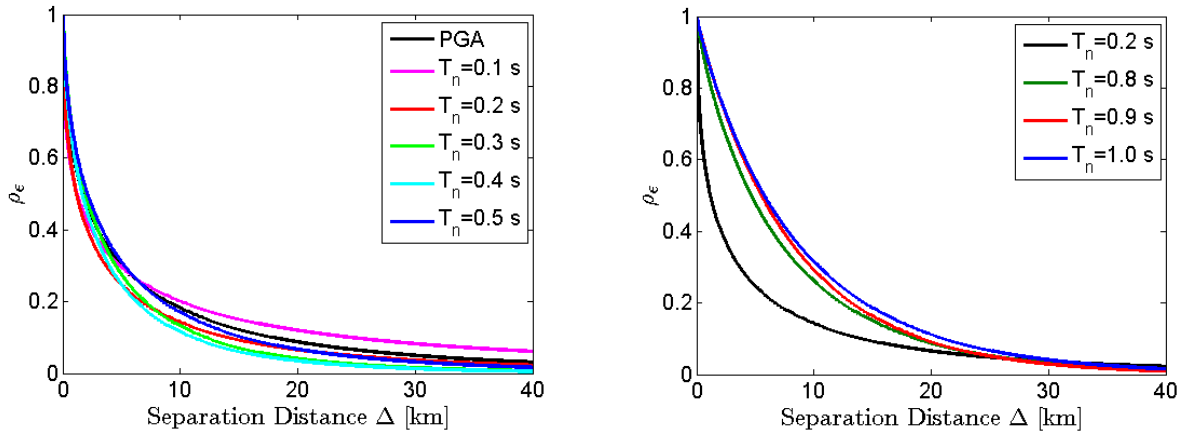 1
0.8
0.6
0.4
0.2
0
0
10
20
30
40
ρϵ
Separation Distance Δ [km]
PGA
Tn=0.1 s
Tn=0.2 s
Tn=0.3 s
Tn=0.4 s
Tn=0.5 s
1
0.8
0.6
0.4
0.2
0
0
10
20
30
40
ρϵ
Separation Distance Δ [km]
Tn=0.2 s
Tn=0.8 s
Tn=0.9 s
Tn=1.0 s